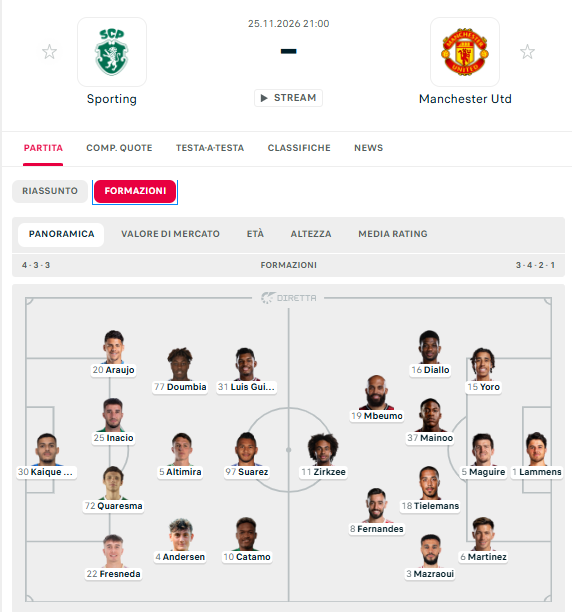 25.11.2026 21:00
SCP
MANCHESTER
UNITED
-
Sporting
STREAM
Manchester Utd
PARTITA COMP. QUOTE TESTA-A-TESTA CLASSIFICHE NEWS
RIASSUNTO FORMAZIONI
PANORAMICA VALORE DI MERCATO ETÀ ALTEZZA MEDIA RATING
4 - 3 - 3 FORMAZIONI 3 - 4 - 2 - 1
DIRETTA
20 Araujo
77 Doumbia
31 Luis Gui...
16 Diallo
15 Yoro
19 Mbeumo
25 Inacio
37 Mainoo
30 Kaique ...
5 Altimira
97 Suarez
11 Zirkzee
5 Maguire
1 Lammens
72 Quaresma
18 Tielemans
8 Fernandes
4 Andersen
10 Catamo
6 Martinez
22 Fresneda
3 Mazraoui